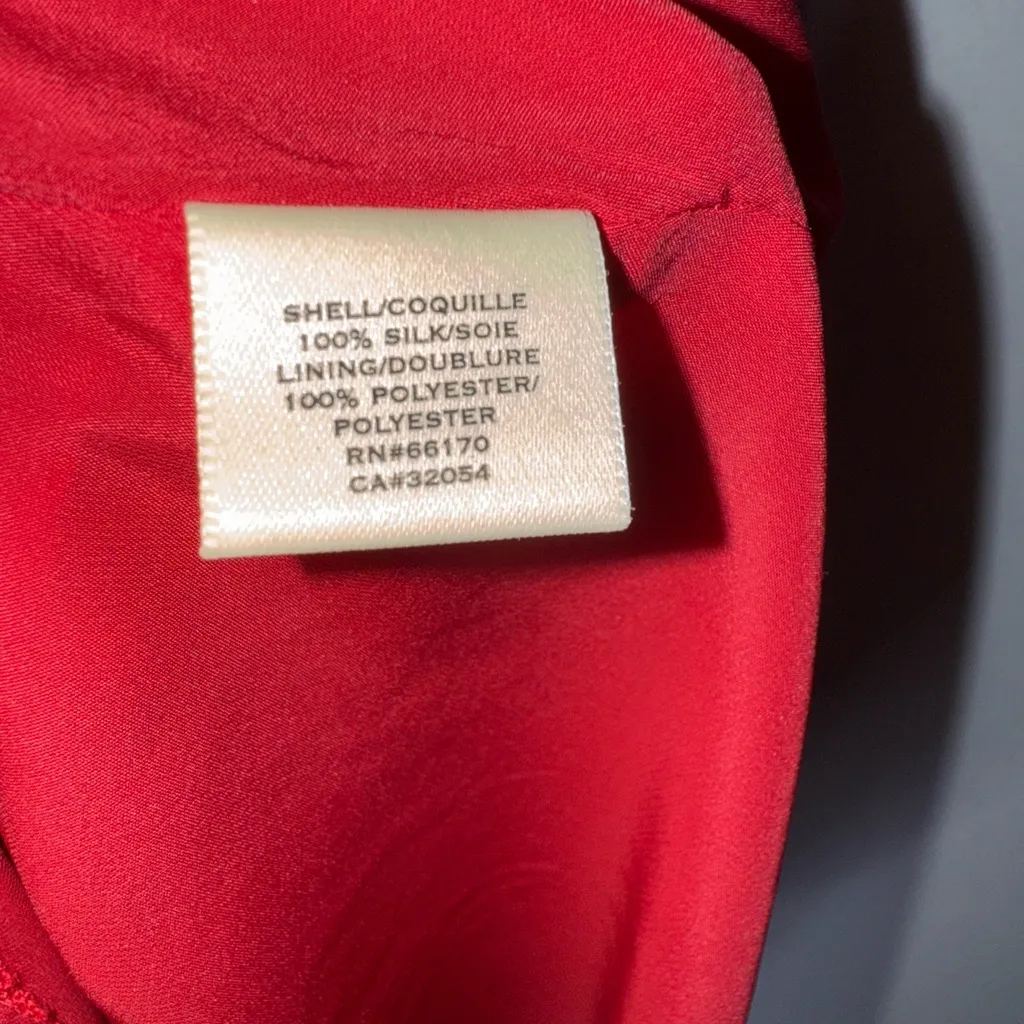 SHELL/COQUILLE
100% SILK/SOIE
LINING/DOUBLURE
100% POLYESTER/
POLYESTER
RN#66170
CA#32054